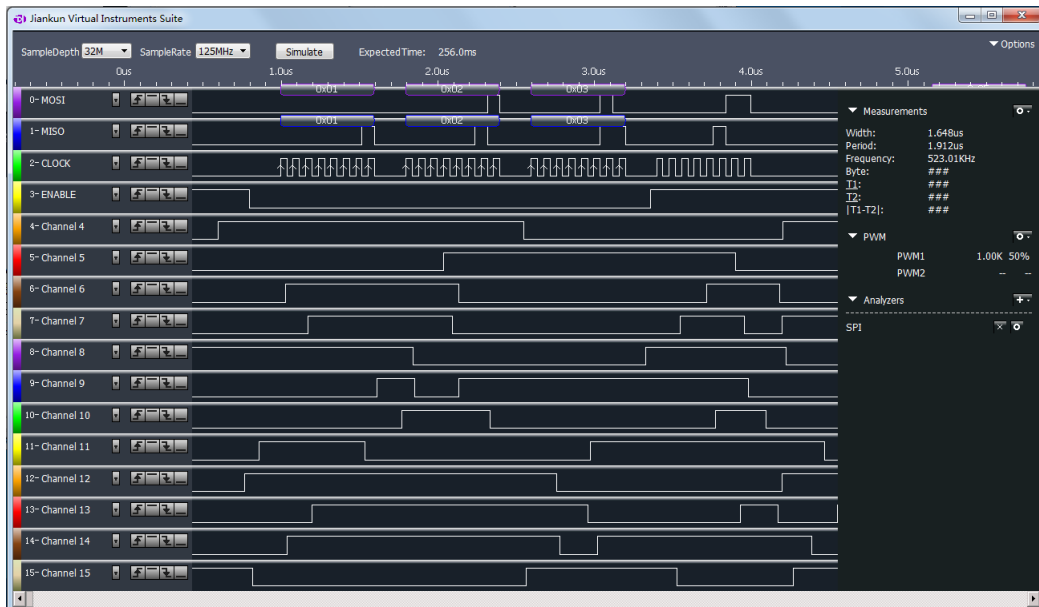 Jiankun Virtual Instruments Suite
SampleDepth 32M SampleRate 125MHz Simulate ExpectedTime: 256.0ms Options
0us 1.0us 2.0us 3.0us 4.0us 5.0us
0x01 0x02 0x03
0- MOSI
0x01 0x02 0x03
1- MISO
2- CLOCK
3- ENABLE
4- Channel 4
5- Channel 5
6- Channel 6
7- Channel 7
8- Channel 8
9- Channel 9
10- Channel 10
11- Channel 11
12- Channel 12
13- Channel 13
14- Channel 14
15- Channel 15
Measurements
Width: 1.648us
Period: 1.912us
Frequency: 523.01KHz
Byte: ###
T1: ###
T2: ###
|T1-T2|: ###
PWM
PWM1 1.00K 50%
PWM2 -- --
Analyzers
SPI